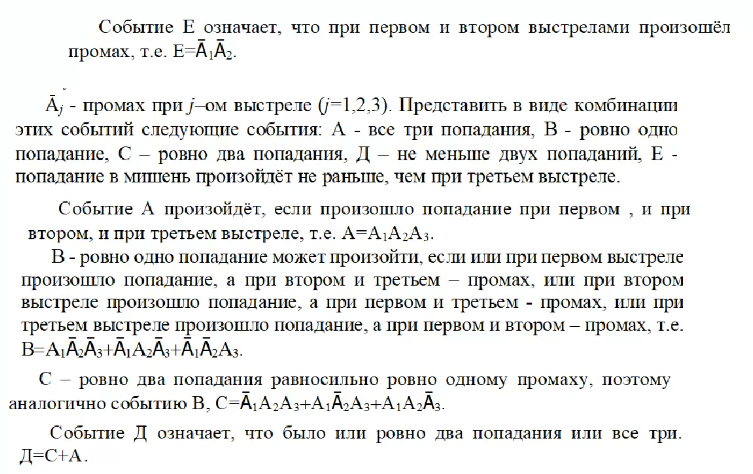 Событие Е означает, что при первом и втором выстрелами произошёл
промах, т.е. Е=Ā₁Ā₂.
Āⱼ - промах при j–ом выстреле (j=1,2,3). Представить в виде комбинации
этих событий следующие события: А - все три попадания, В - ровно одно
попадание, С – ровно два попадания, Д – не меньше двух попаданий, Е -
попадание в мишень произойдёт не раньше, чем при третьем выстреле.
Событие А произойдёт, если произошло попадание при первом , и при
втором, и при третьем выстреле, т.е. А=А₁А₂А₃.
В - ровно одно попадание может произойти, если или при первом выстреле
произошло попадание, а при втором и третьем – промах, или при втором
выстреле произошло попадание, а при первом и третьем - промах, или при
третьем выстреле произошло попадание, а при первом и втором – промах, т.е.
В=А₁Ā₂Ā₃+Ā₁А₂Ā₃+Ā₁Ā₂А₃.
С – ровно два попадания равносильно ровно одному промаху, поэтому
аналогично событию В, С=Ā₁А₂А₃+А₁Ā₂А₃+А₁А₂Ā₃.
Событие Д означает, что было или ровно два попадания или все три.
Д=С+А.